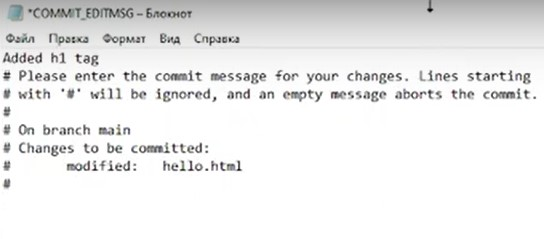 *COMMIT_EDITMSG – Блокнот
Файл Правка Формат Вид Справка
Added h1 tag
# Please enter the commit message for your changes. Lines starting
# with '#' will be ignored, and an empty message aborts the commit.
#
# On branch main
# Changes to be committed:
#       modified:   hello.html
#